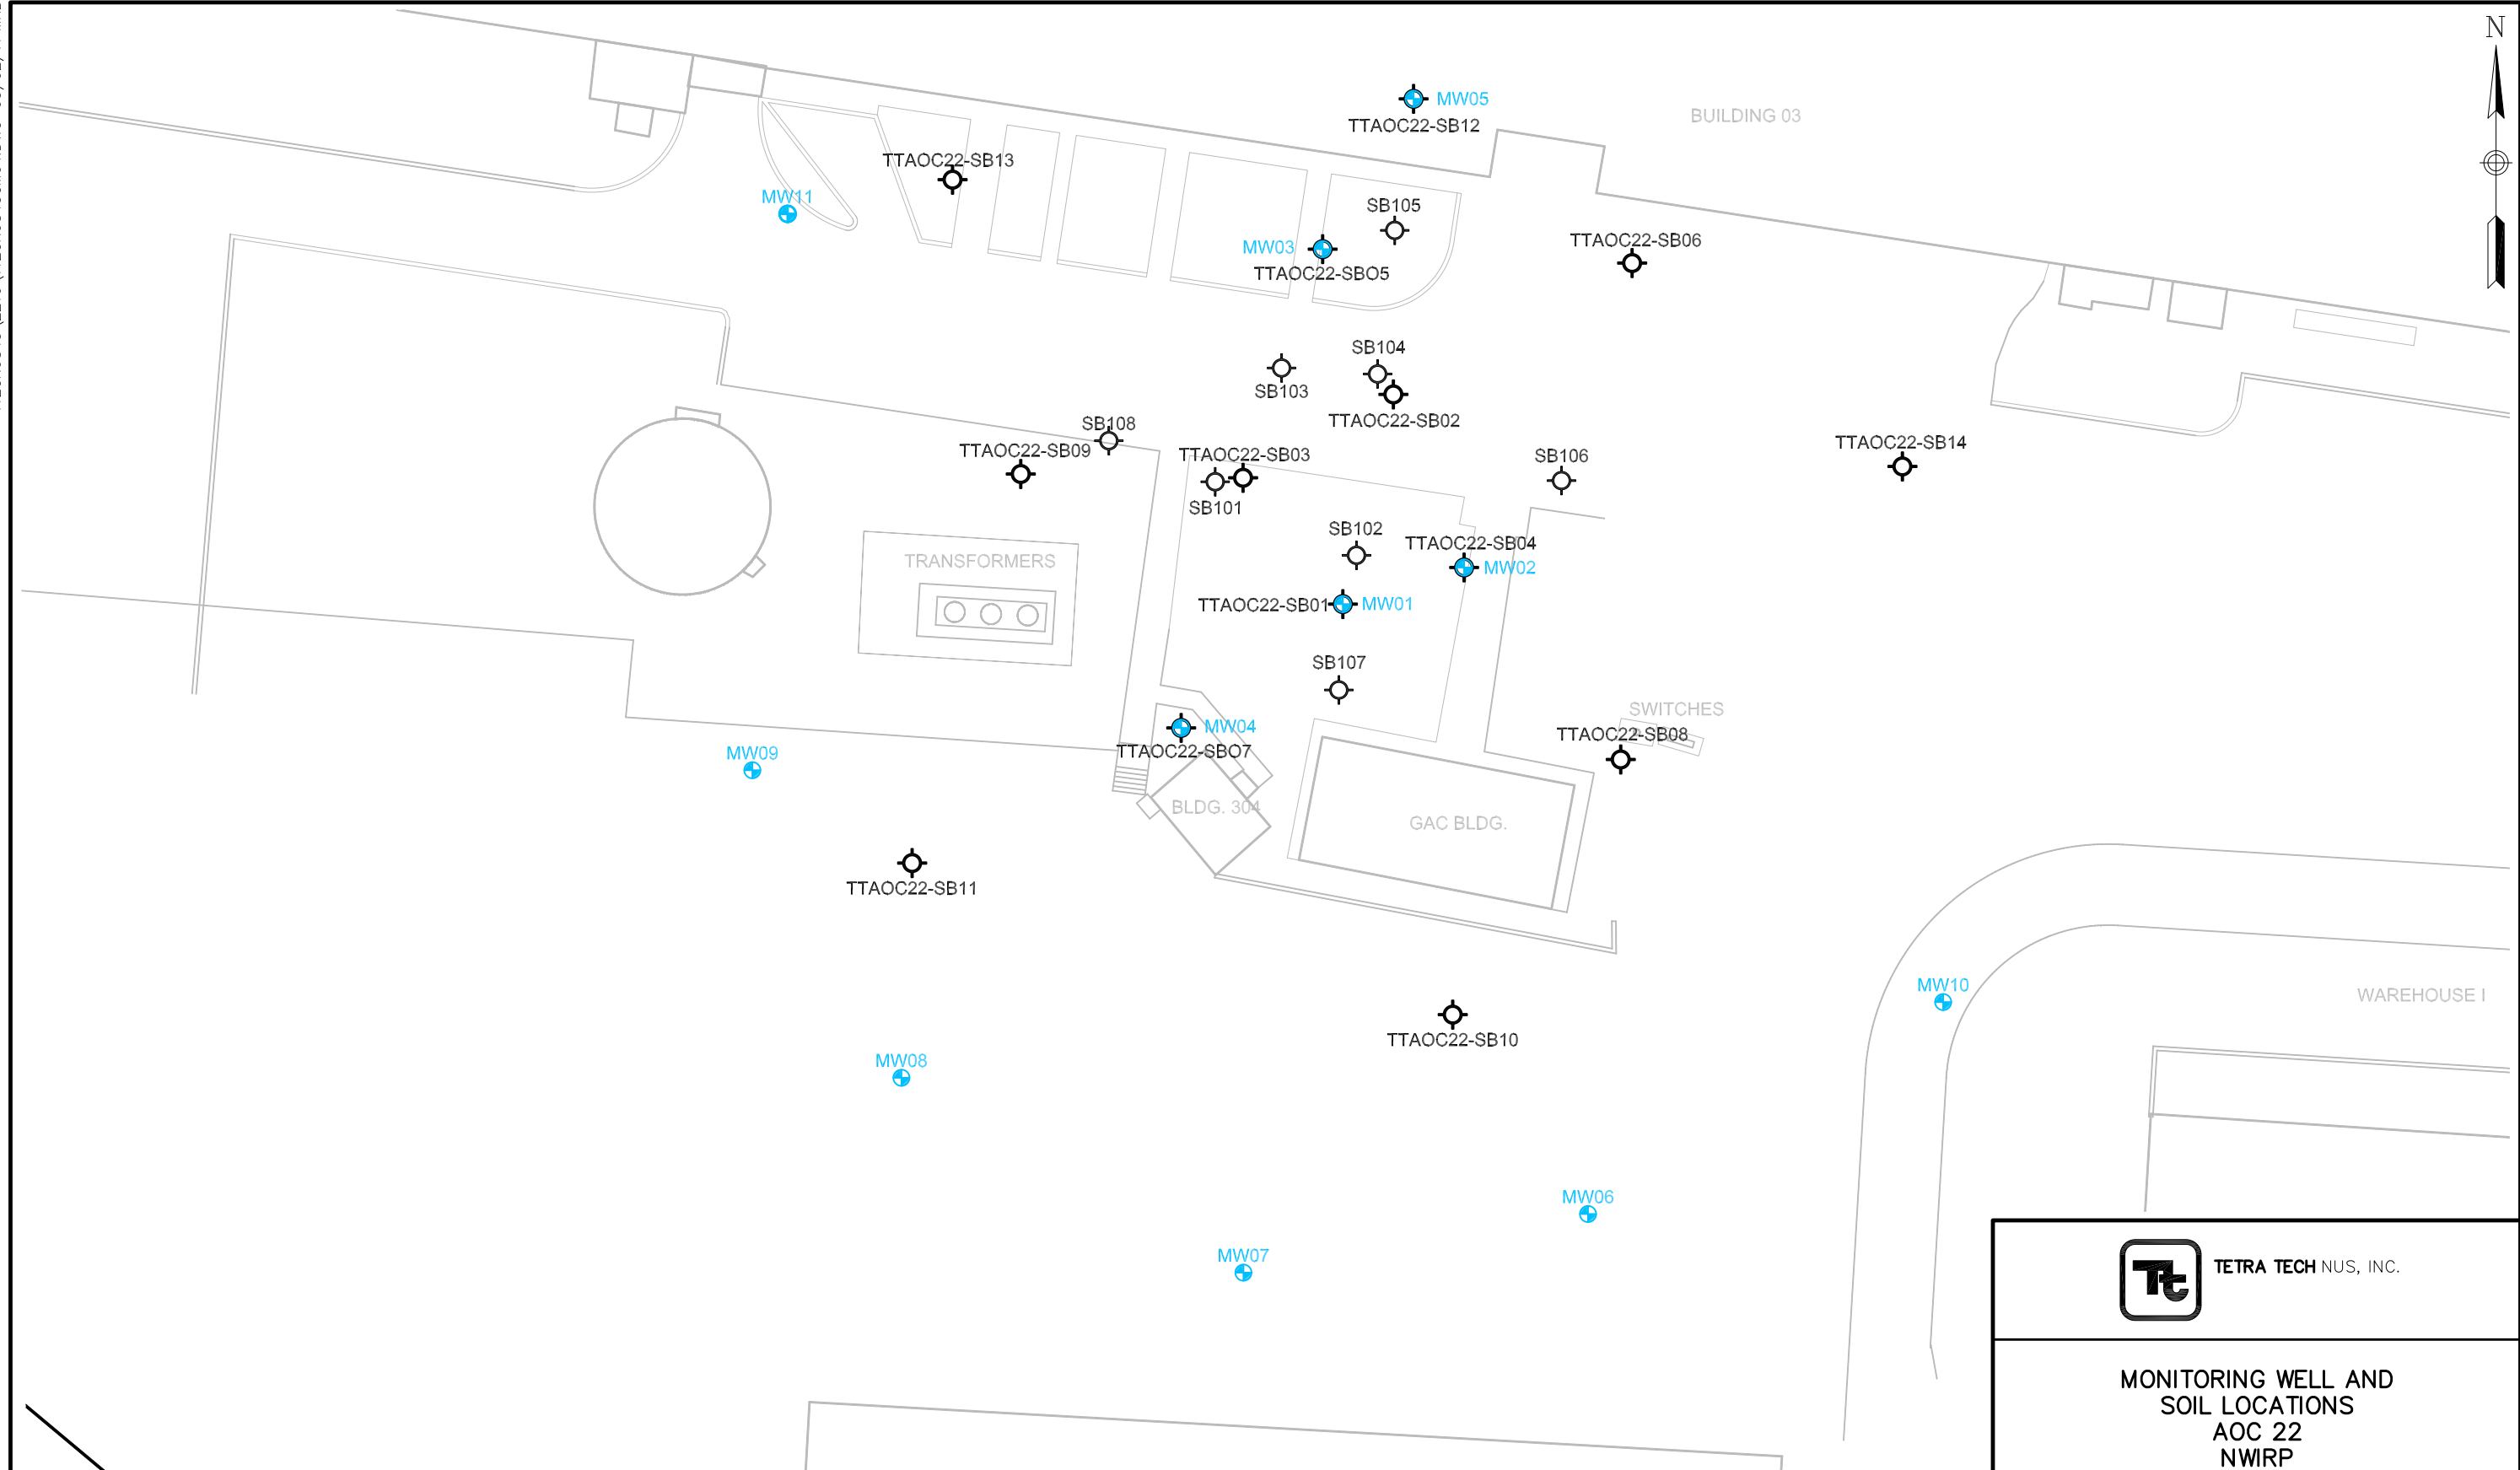 N
MW05
TTAOC22-SB12
BUILDING 03
TTAOC22-SB13
MW11
SB105
MW03
TTAOC22-SBO5
TTAOC22-SB06
SB104
SB103
TTAOC22-SB02
SB108
TTAOC22-SB09
TTAOC22-SB03
SB101
SB106
TTAOC22-SB14
SB102
TTAOC22-SB04
MW02
TRANSFORMERS
TTAOC22-SB01
MW01
SB107
SWITCHES
MW04
TTAOC22-SBO7
TTAOC22-SB08
MW09
BLDG. 304
GAC BLDG.
TTAOC22-SB11
MW10
WAREHOUSE I
TTAOC22-SB10
MW08
MW06
MW07
Tt
TETRA TECH NUS, INC.
MONITORING WELL AND
SOIL LOCATIONS
AOC 22
NWIRP